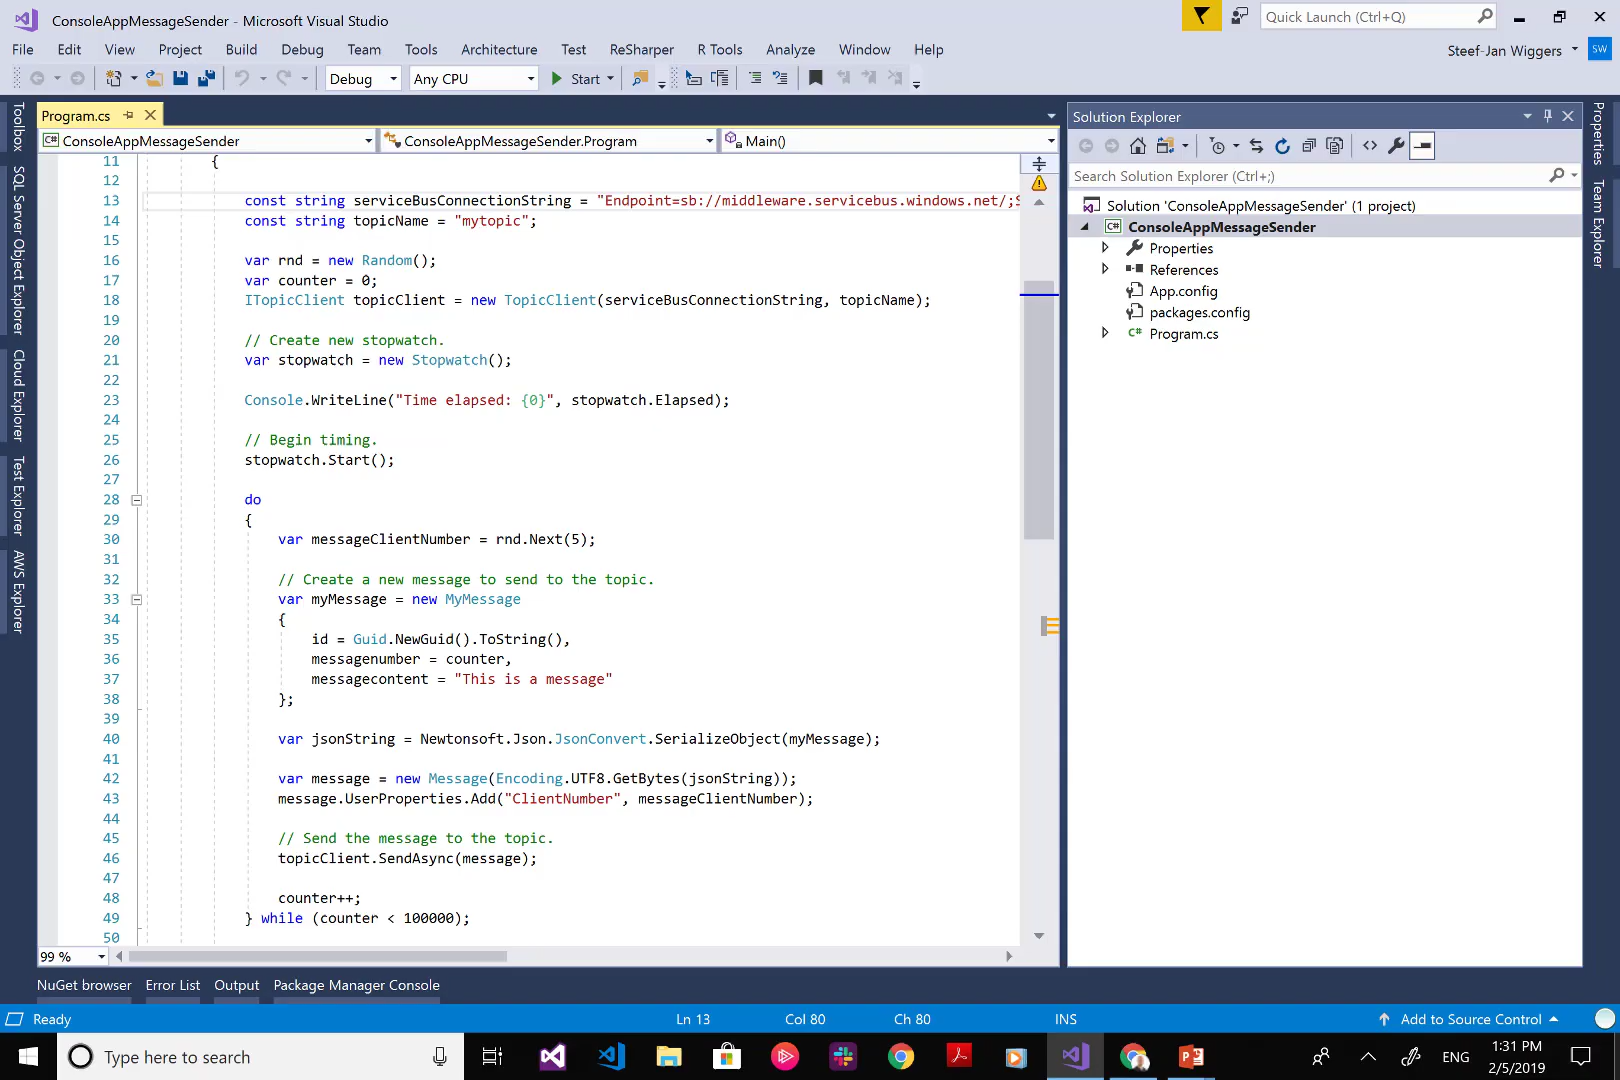 ConsoleAppMessageSender - Microsoft Visual Studio
Quick Launch (Ctrl+Q)
File Edit View Project Build Debug Team Tools Architecture Test ReSharper R Tools Analyze Window Help
Steef-Jan Wiggers SW
Debug Any CPU Start
Toolbox
SQL Server Object Explorer
Cloud Explorer
Test Explorer
AWS Explorer
Program.cs
ConsoleAppMessageSender ConsoleAppMessageSender.Program Main()
11 {
12
13 const string serviceBusConnectionString = "Endpoint=sb://middleware.servicebus.windows.net/;S
14 const string topicName = "mytopic";
15
16 var rnd = new Random();
17 var counter = 0;
18 ITopicClient topicClient = new TopicClient(serviceBusConnectionString, topicName);
19
20 // Create new stopwatch.
21 var stopwatch = new Stopwatch();
22
23 Console.WriteLine("Time elapsed: {0}", stopwatch.Elapsed);
24
25 // Begin timing.
26 stopwatch.Start();
27
28 do
29 {
30 var messageClientNumber = rnd.Next(5);
31
32 // Create a new message to send to the topic.
33 var myMessage = new MyMessage
34 {
35 id = Guid.NewGuid().ToString(),
36 messagenumber = counter,
37 messagecontent = "This is a message"
38 };
39
40 var jsonString = Newtonsoft.Json.JsonConvert.SerializeObject(myMessage);
41
42 var message = new Message(Encoding.UTF8.GetBytes(jsonString));
43 message.UserProperties.Add("ClientNumber", messageClientNumber);
44
45 // Send the message to the topic.
46 topicClient.SendAsync(message);
47
48 counter++;
49 } while (counter < 100000);
50
99 %
Solution Explorer
Search Solution Explorer (Ctrl+;)
Solution 'ConsoleAppMessageSender' (1 project)
C# ConsoleAppMessageSender
Properties
References
App.config
packages.config
C# Program.cs
Properties
Team Explorer
NuGet browser Error List Output Package Manager Console
Ready Ln 13 Col 80 Ch 80 INS Add to Source Control
Type here to search
ENG
1:31 PM
2/5/2019